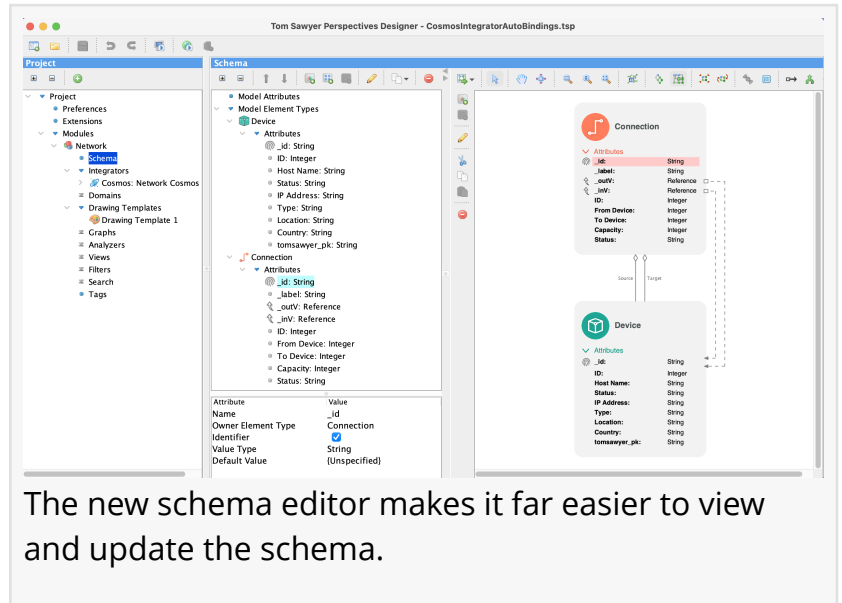 Tom Sawyer Perspectives Designer - CosmosIntegratorAutoBindings.tsp
Project
Project
Preferences
Extensions
Modules
Network
Schema
Integrators
Cosmos: Network Cosmos
Domains
Drawing Templates
Drawing Template 1
Graphs
Analyzers
Views
Filters
Search
Tags
Schema
Model Attributes
Model Element Types
Device
Attributes
_id: String
ID: Integer
Host Name: String
Status: String
IP Address: String
Type: String
Location: String
Country: String
tomsawyer_pk: String
Connection
Attributes
_id: String
_label: String
_outV: Reference
_inV: Reference
ID: Integer
From Device: Integer
To Device: Integer
Capacity: Integer
Status: String
Attribute Value
Name _id
Owner Element Type Connection
Identifier
Value Type String
Default Value {Unspecified}
Connection
Attributes
_id: String
_label: String
_outV: Reference
_inV: Reference
ID: Integer
From Device: Integer
To Device: Integer
Capacity: Integer
Status: String
Source Target
Device
Attributes
_id: String
ID: Integer
Host Name: String
Status: String
IP Address: String
Type: String
Location: String
Country: String
tomsawyer_pk: String
The new schema editor makes it far easier to view
and update the schema.